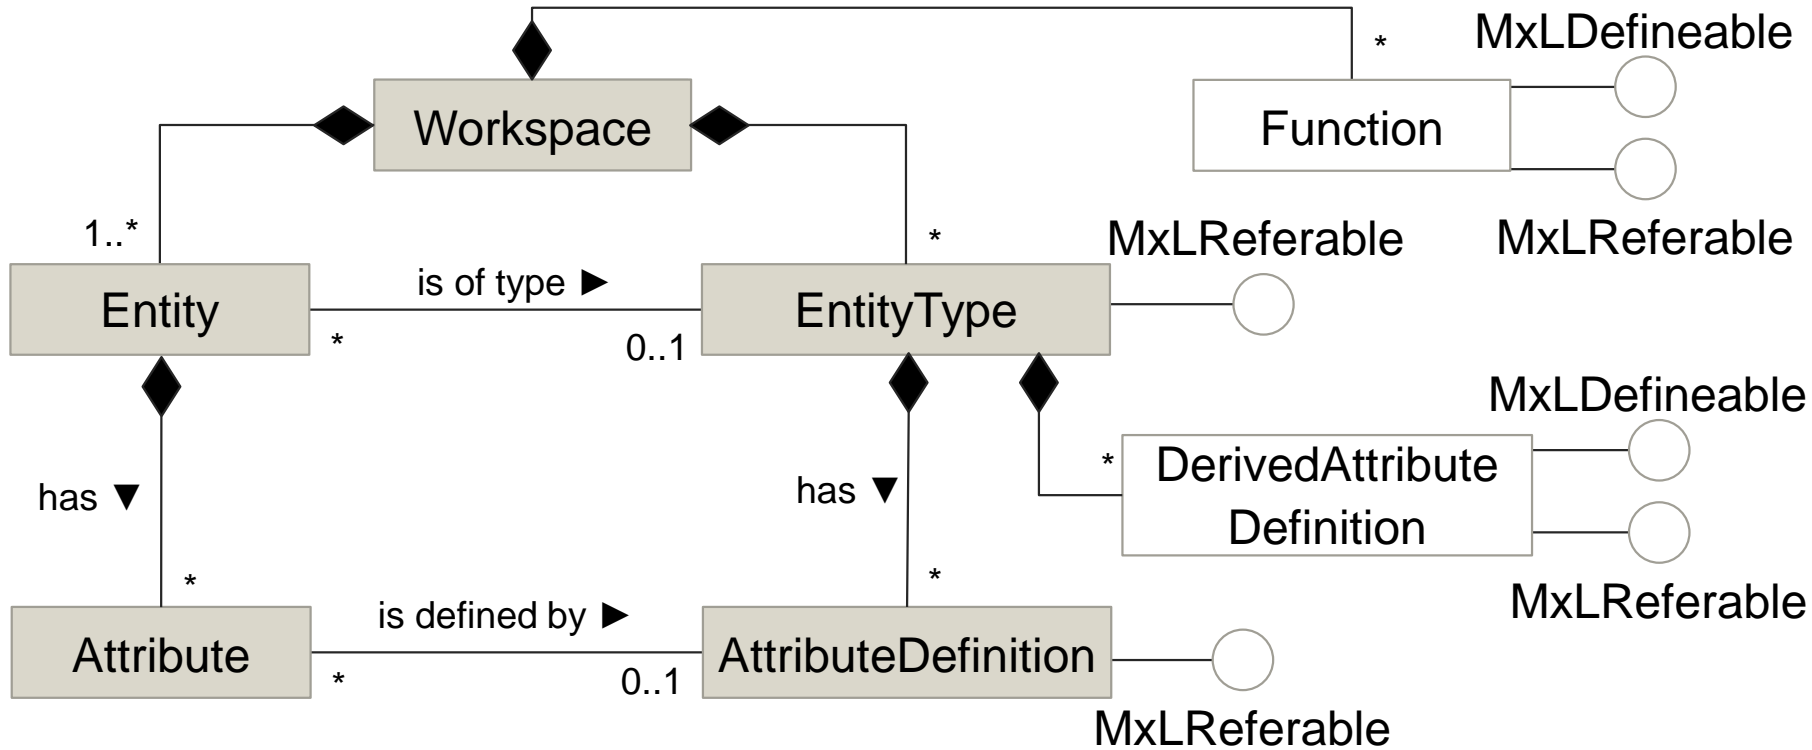 MxLDefineable
*
Workspace
Function
1..*
*
MxLReferable
MxLReferable
is of type ►
Entity
EntityType
*
0..1
MxLDefineable
*
DerivedAttribute
Definition
has ▼
has ▼
*
*
MxLReferable
is defined by ►
Attribute
AttributeDefinition
*
0..1
MxLReferable